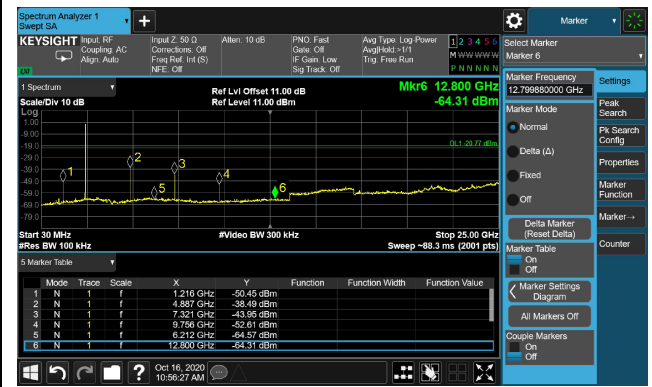 Spectrum Analyzer 1
Swept SA
KEYSIGHT
Input: RF
Coupling: AC
Align: Auto
Input Z: 50 Ω
Corrections: Off
Freq Ref: Int (S)
NFE: Off
Atten: 10 dB
PNO: Fast
Gate: Off
IF Gain: Low
Sig Track: Off
Avg Type: Log-Power
Avg|Hold:>1/1
Trig: Free Run
1 2 3 4 5 6
M W W W W W
P N N N N N
LXI
1 Spectrum
Scale/Div 10 dB
Log
Ref Lvl Offset 11.00 dB
Ref Level 11.00 dBm
Mkr6 12.800 GHz
-64.31 dBm
1.00
-9.00
-19.0
-29.0
-39.0
-49.0
-59.0
-69.0
-79.0
OL1 -20.77 dBm
1
2
3
4
5
6
Start 30 MHz
#Res BW 100 kHz
#Video BW 300 kHz
Stop 25.00 GHz
Sweep ~88.3 ms (2001 pts)
5 Marker Table
Mode Trace Scale X Y Function Function Width Function Value
1 N 1 f 1.216 GHz -50.45 dBm
2 N 1 f 4.887 GHz -38.49 dBm
3 N 1 f 7.321 GHz -43.95 dBm
4 N 1 f 9.756 GHz -52.61 dBm
5 N 1 f 6.212 GHz -64.57 dBm
6 N 1 f 12.800 GHz -64.31 dBm
Oct 16, 2020
10:56:27 AM
Marker
Select Marker
Marker 6
Marker Frequency
12.799880000 GHz
Marker Mode
Normal
Delta (Δ)
Fixed
Off
Delta Marker
(Reset Delta)
Marker Table
On
Off
Marker Settings
Diagram
All Markers Off
Couple Markers
On
Off
Settings
Peak
Search
Pk Search
Config
Properties
Marker
Function
Marker→
Counter